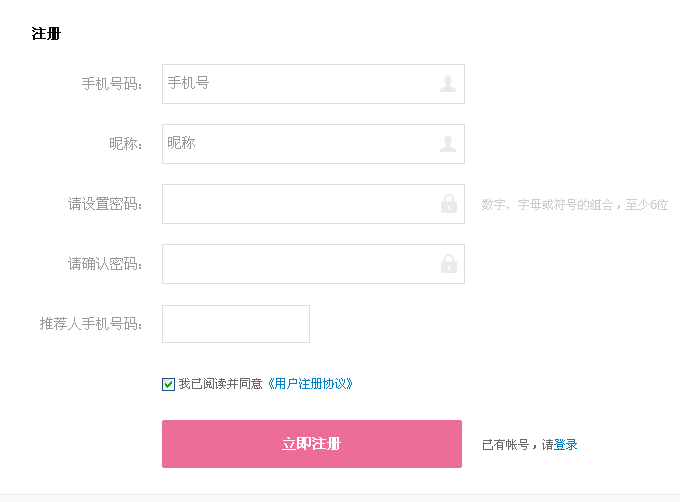 注册
手机号码： 手机号
昵称： 昵称
请设置密码： 数字、字母或符号的组合，至少6位
请确认密码：
推荐人手机号码：
我已阅读并同意《用户注册协议》
立即注册 已有帐号，请登录